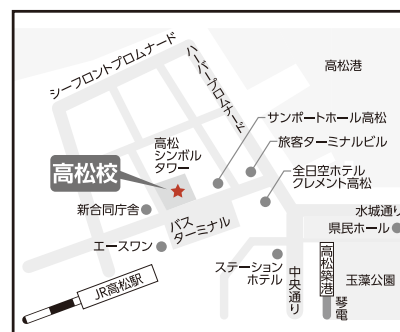 シーフロントプロムナード
ハーバープロムナード
高松港
サンポートホール高松
高松
シンボル
タワー
旅客ターミナルビル
高松校
全日空ホテル
クレメント高松
新合同庁舎
バス
ターミナル
水城通り
県民ホール
エースワン
ステーション
ホテル
中央通り
高松築港
玉藻公園
JR高松駅
琴電